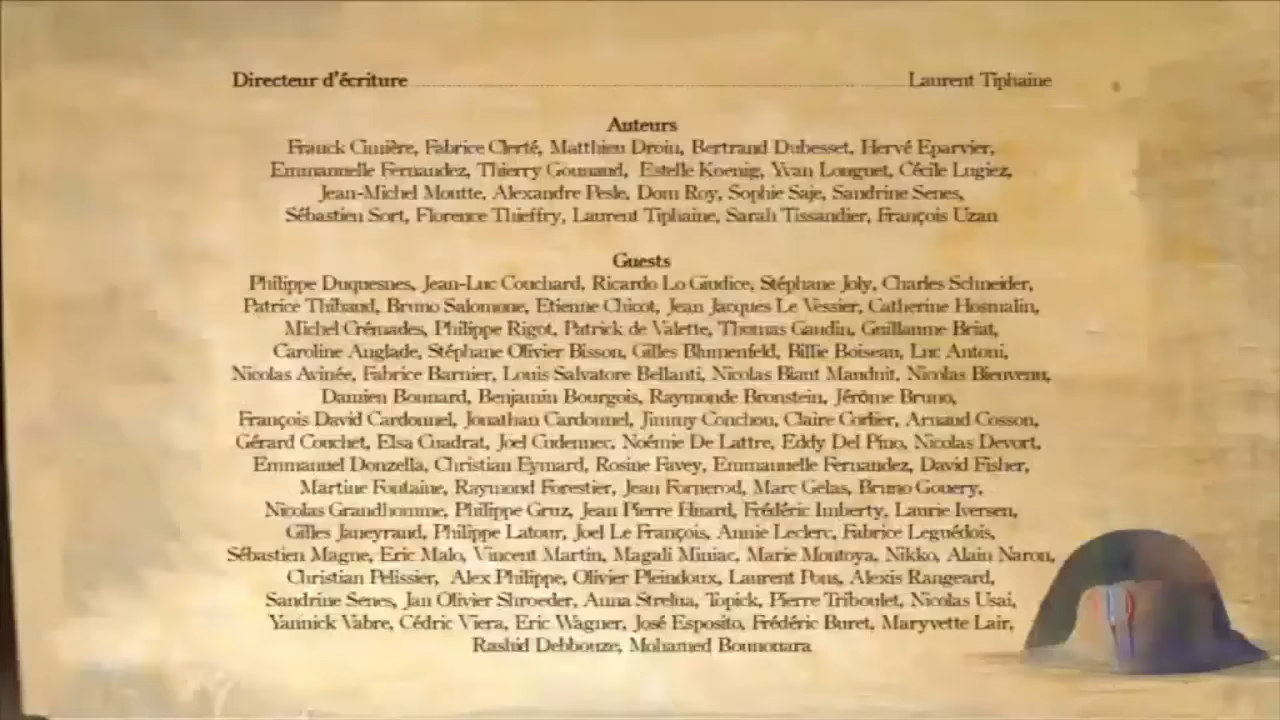 Directeur d'écriture Laurent Tiphaine
Auteurs
Franck Cimière, Fabrice Clerté, Matthieu Droin, Bertrand Dubesset, Hervé Eparvier,
Emmanuelle Fernandez, Thierry Gounaud, Estelle Koenig, Yvan Longuet, Cécile Lugiez,
Jean-Michel Moutte, Alexandre Pesle, Dom Roy, Sophie Saje, Sandrine Senes,
Sébastien Sort, Florence Thieffry, Laurent Tiphaine, Sarah Tissandier, François Uzan
Guests
Philippe Duquesnes, Jean-Luc Couchard, Ricardo Lo Giudice, Stéphane Joly, Charles Schneider,
Patrice Thibaud, Bruno Salomone, Etienne Chicot, Jean Jacques Le Vessier, Catherine Hosmalin,
Michel Crémades, Philippe Rigot, Patrick de Valette, Thomas Gaudin, Guillaume Briat,
Caroline Anglade, Stéphane Olivier Bisson, Gilles Blumenfeld, Billie Boiseau, Luc Antoni,
Nicolas Avinée, Fabrice Barnier, Louis Salvatore Bellanti, Nicolas Biaut Manduit, Nicolas Bienvenu,
Damien Bonnard, Benjamin Bourgois, Raymonde Bronstein, Jérôme Bruno,
François David Cardonnel, Jonathan Cardonnel, Jimmy Conchou, Claire Corlier, Arnaud Cosson,
Gérard Couchet, Elsa Cuadrat, Joel Cudennec, Noémie De Lattre, Eddy Del Pino, Nicolas Devort,
Emmanuel Donzella, Christian Eymard, Rosine Favey, Emmanuelle Fernandez, David Fisher,
Martine Fontaine, Raymond Forestier, Jean Fornerod, Marc Gelas, Bruno Gouery,
Nicolas Grandhomme, Philippe Gruz, Jean Pierre Huard, Frédéric Imberty, Laurie Iversen,
Gilles Janeyrand, Philippe Latour, Joel Le François, Annie Leclerc, Fabrice Leguédois,
Sébastien Magne, Eric Malo, Vincent Martin, Magali Miniac, Marie Montoya, Nikko, Alain Naron,
Christian Pelissier, Alex Philippe, Olivier Pleindoux, Laurent Pons, Alexis Rangeard,
Sandrine Senes, Jan Olivier Shroeder, Anna Strelua, Topick, Pierre Triboulet, Nicolas Usai,
Yannick Vabre, Cédric Viera, Eric Wagner, José Esposito, Frédéric Buret, Maryvette Lair,
Rashid Debbouze, Mohamed Bounouara